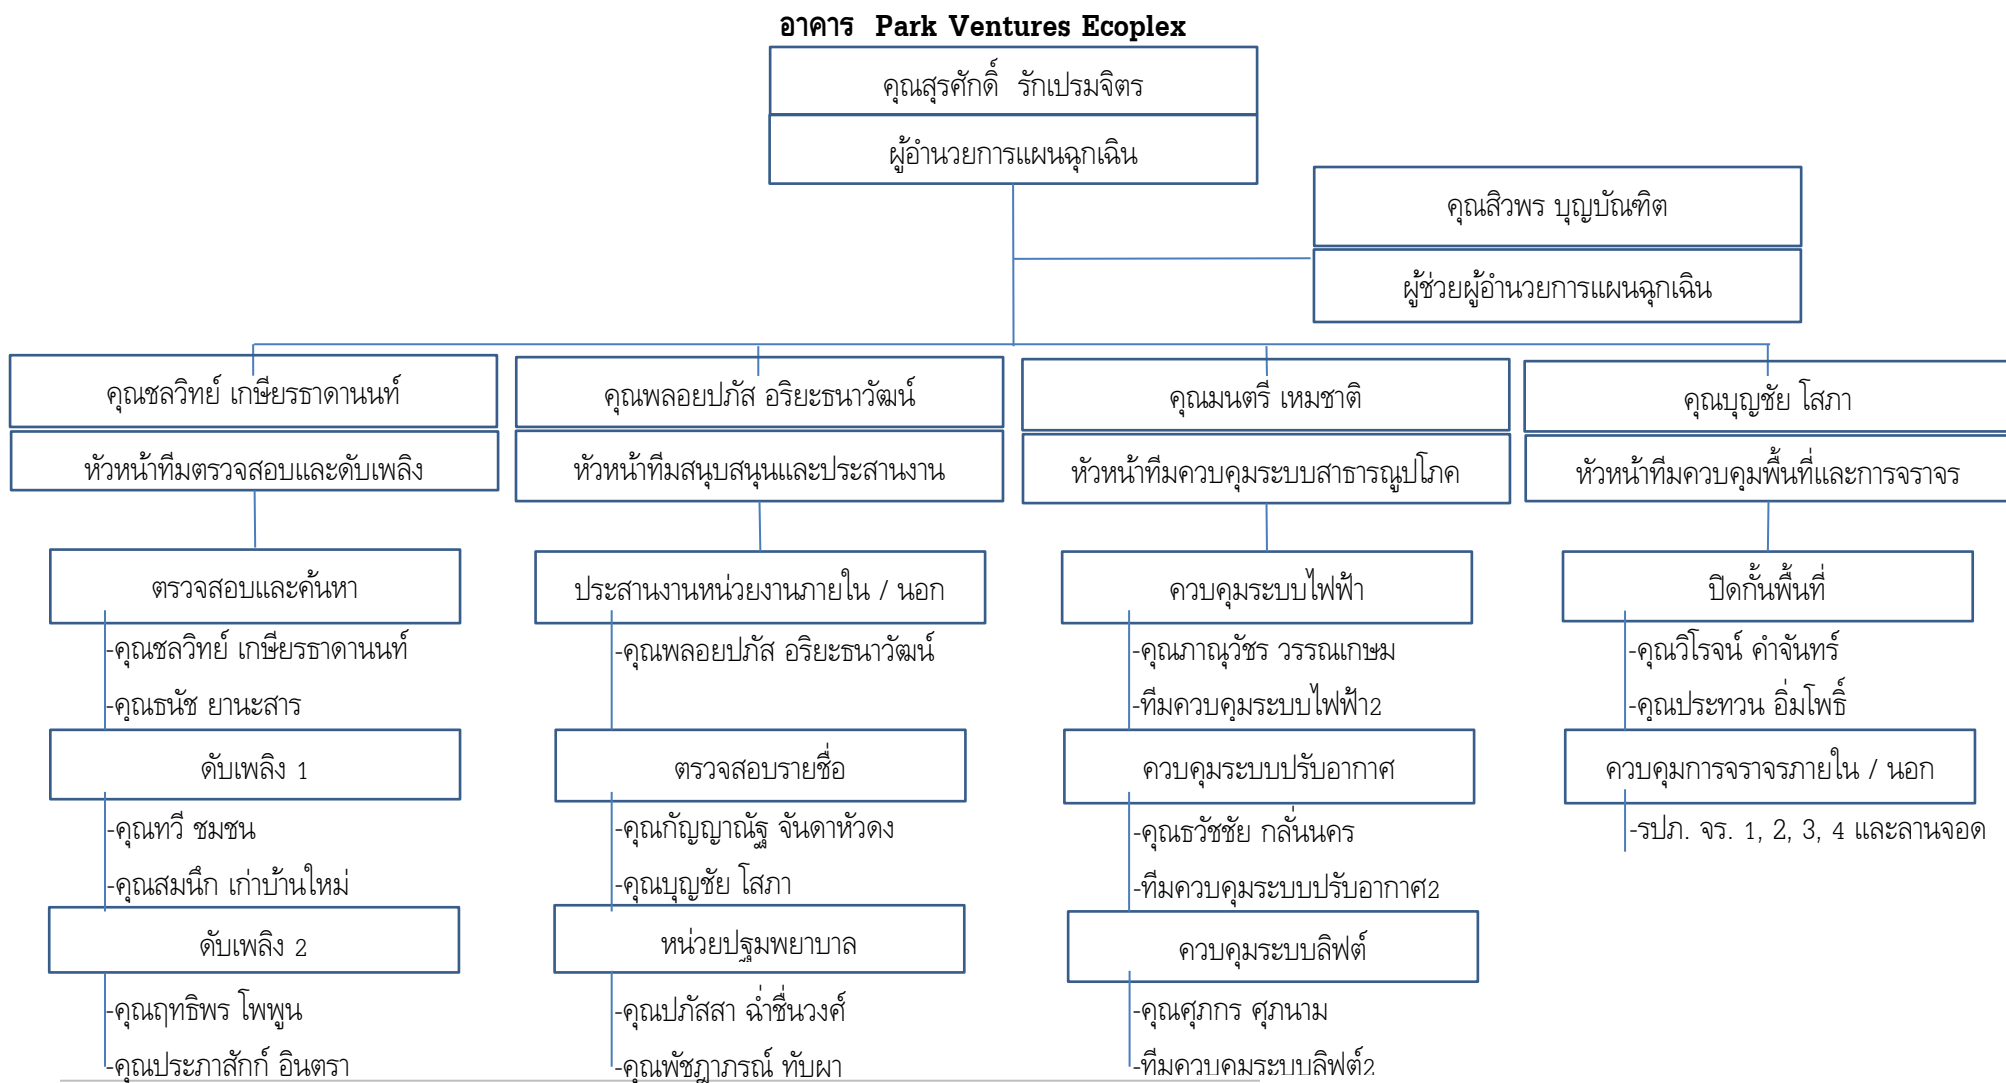 อาคาร Park Ventures Ecoplex
คุณสุรศักดิ์ รักเปรมจิตร
ผู้อำนวยการแผนฉุกเฉิน
คุณสิวพร บุญบัณฑิต
ผู้ช่วยผู้อำนวยการแผนฉุกเฉิน
คุณชลวิทย์ เกษียรธาดานนท์
หัวหน้าทีมตรวจสอบและดับเพลิง
ตรวจสอบและค้นหา
-คุณชลวิทย์ เกษียรธาดานนท์
-คุณธนัช ยานะสาร
ดับเพลิง 1
-คุณทวี ชมชน
-คุณสมนึก เก่าบ้านใหม่
ดับเพลิง 2
-คุณฤทธิพร โพพูน
-คุณประภาสักก์ อินตรา
คุณพลอยปภัส อริยะธนาวัฒน์
หัวหน้าทีมสนุบสนุนและประสานงาน
ประสานงานหน่วยงานภายใน / นอก
-คุณพลอยปภัส อริยะธนาวัฒน์
ตรวจสอบรายชื่อ
-คุณกัญญาณัฐ จันดาหัวดง
-คุณบุญชัย โสภา
หน่วยปฐมพยาบาล
-คุณปภัสสา ฉ่ำชื่นวงศ์
-คุณพัชฎาภรณ์ ทับผา
คุณมนตรี เหมชาติ
หัวหน้าทีมควบคุมระบบสาธารณูปโภค
ควบคุมระบบไฟฟ้า
-คุณภาณุวัชร วรรณเกษม
-ทีมควบคุมระบบไฟฟ้า2
ควบคุมระบบปรับอากาศ
-คุณธวัชชัย กลั่นนคร
-ทีมควบคุมระบบปรับอากาศ2
ควบคุมระบบลิฟต์
-คุณศุภกร ศุภนาม
-ทีมควบคุมระบบลิฟต์2
คุณบุญชัย โสภา
หัวหน้าทีมควบคุมพื้นที่และการจราจร
ปิดกั้นพื้นที่
-คุณวิโรจน์ คำจันทร์
-คุณประทวน อิ่มโพธิ์
ควบคุมการจราจรภายใน / นอก
-รปภ. จร. 1, 2, 3, 4 และลานจอด